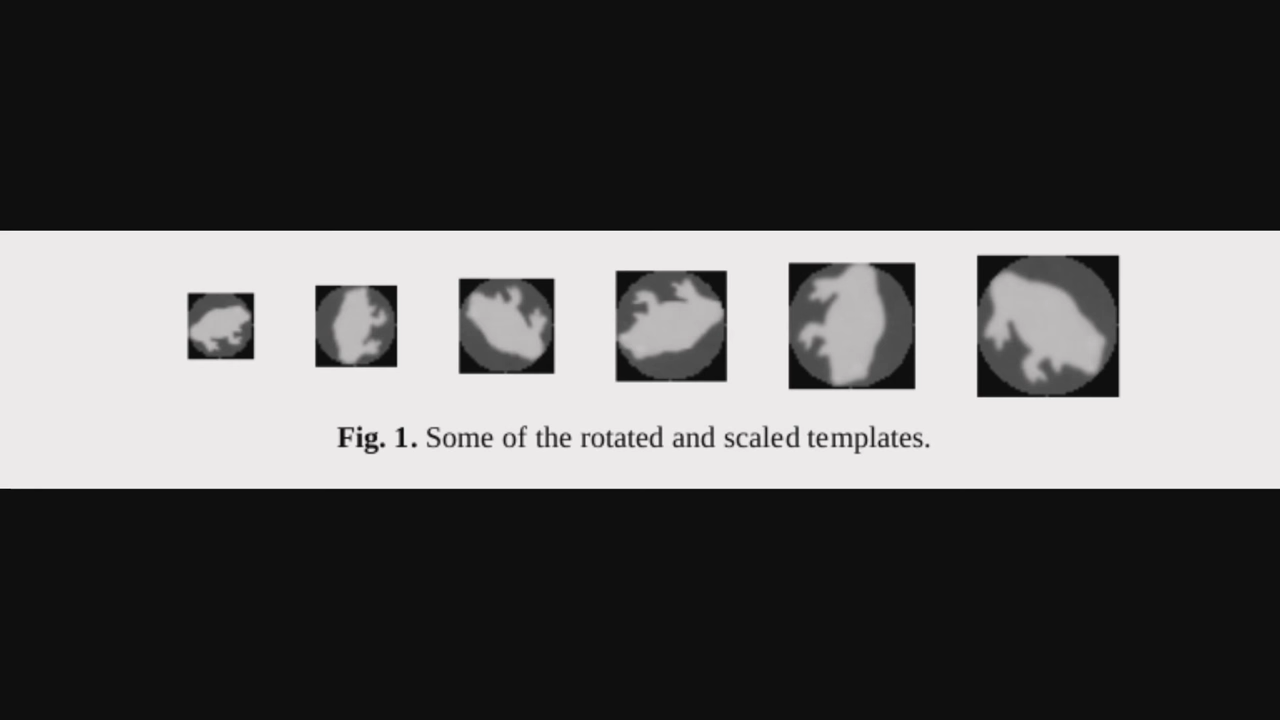 Fig. 1. Some of the rotated and scaled templates.